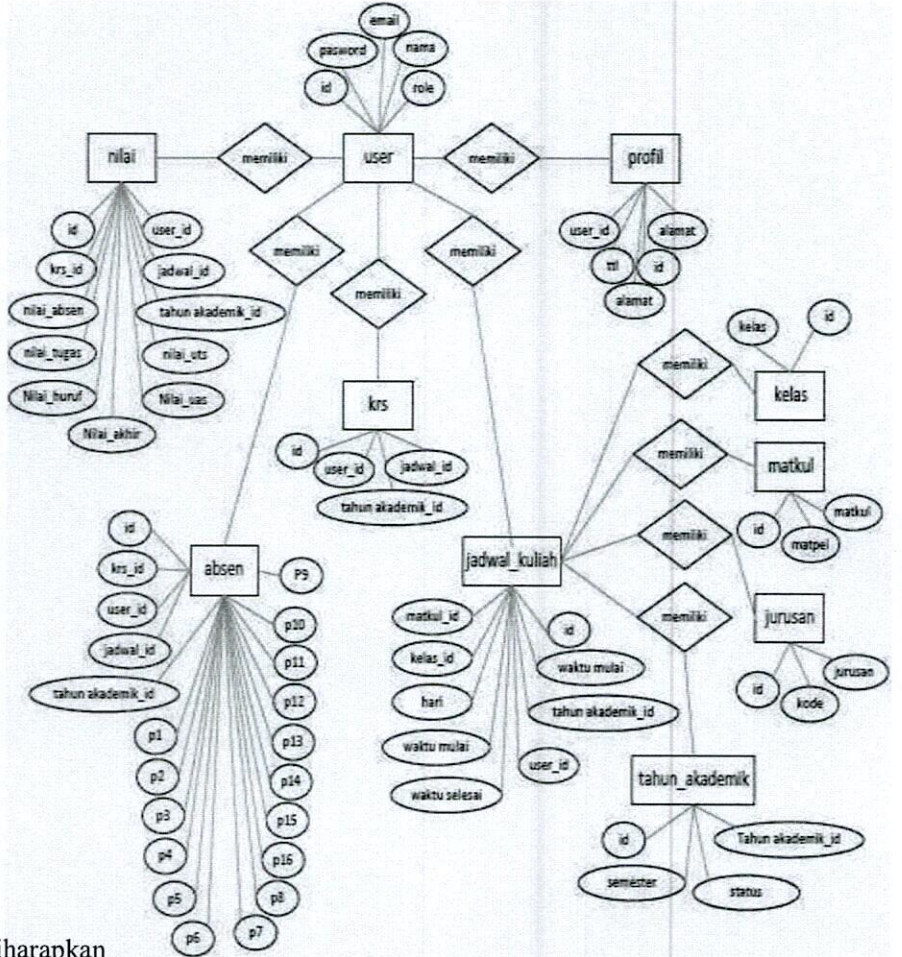 email
pasword
nama
id
role
nilai
memiliki
user
memiliki
profil
id
user_id
krs_id
jadwal_id
nilai_absen
tahun akademik_id
nilai_tugas
nilai_uts
Nilai_huruf
Nilai_uas
Nilai_akhir
memiliki
memiliki
memiliki
user_id
alamat
ttl
id
alamat
krs
id
user_id
jadwal_id
tahun akademik_id
memiliki
kelas
id
kelas
memiliki
matkul
id
matpel
matkul
memiliki
jurusan
id
kode
jurusan
memiliki
absen
id
krs_id
user_id
jadwal_id
tahun akademik_id
p1
p2
p3
p4
p5
p6
P9
p10
p11
p12
p13
p14
p15
p16
p8
p7
jadwal_kuliah
matkul_id
kelas_id
hari
waktu mulai
waktu selesai
id
waktu mulai
tahun akademik_id
user_id
tahun_akademik
id
semester
status
Tahun akademik_id
iharapkan